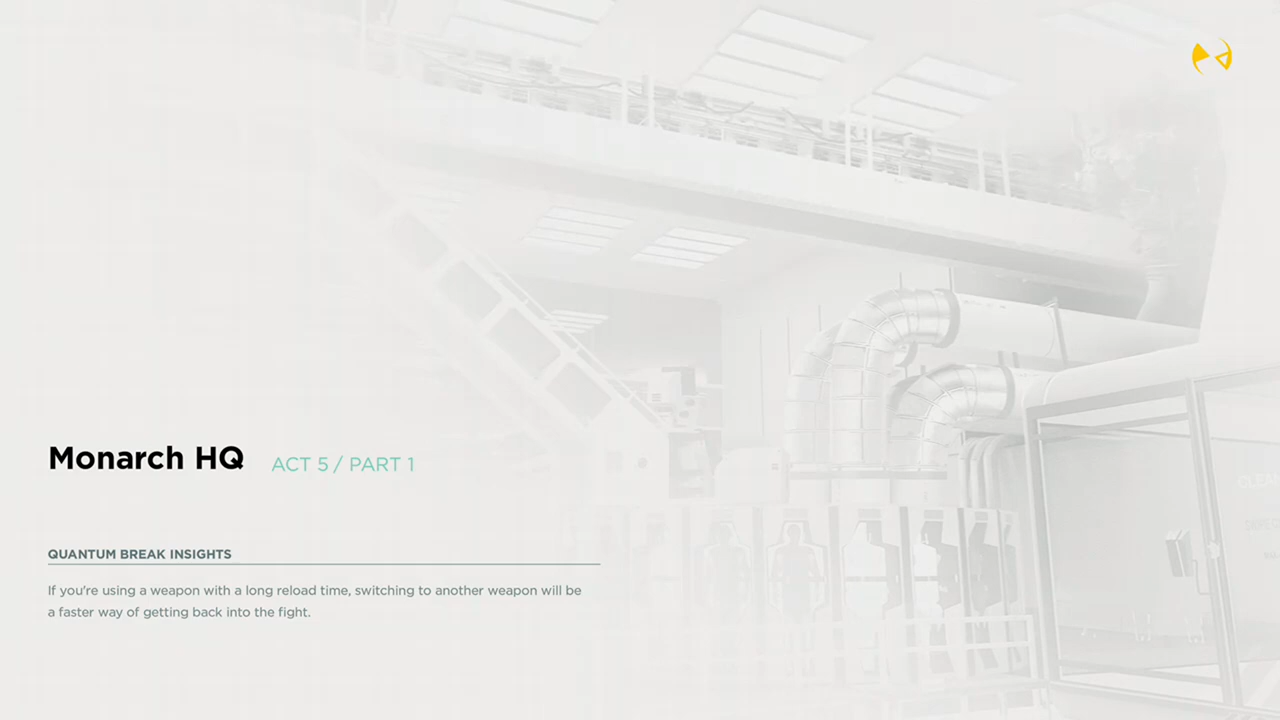 Monarch HQ ACT 5 / PART 1
QUANTUM BREAK INSIGHTS
If you're using a weapon with a long reload time, switching to another weapon will be
a faster way of getting back into the fight.